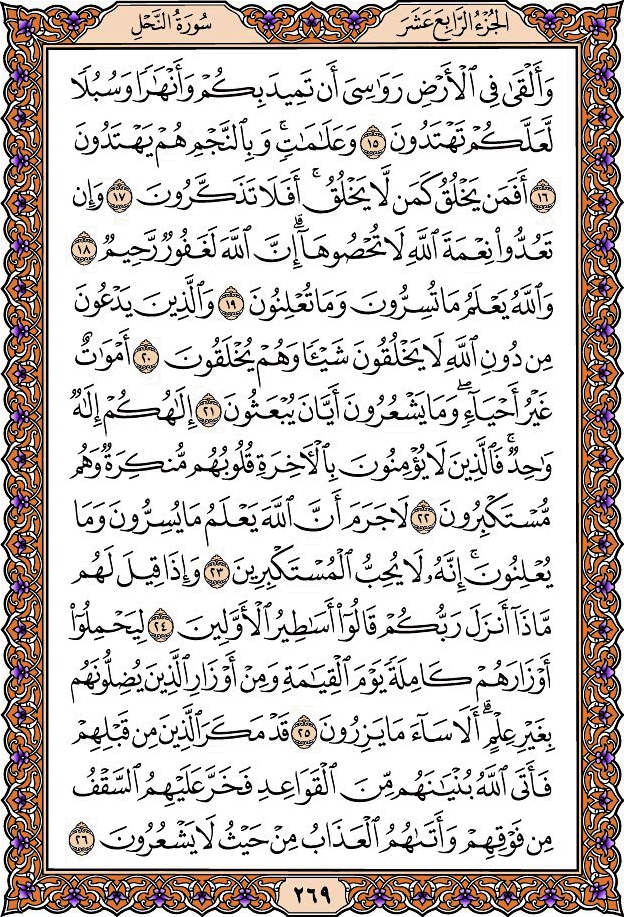 الجُزْءُ الرَّابِعَ عَشَرَ
سُورَةُ النَّحْلِ
وَأَلْقَىٰ فِي ٱلْأَرْضِ رَوَٰسِيَ أَن تَمِيدَ بِكُمْ وَأَنْهَٰرًا وَسُبُلًا
لَّعَلَّكُمْ تَهْتَدُونَ ١٥ وَعَلَٰمَٰتٍۚ وَبِٱلنَّجْمِ هُمْ يَهْتَدُونَ
١٦ أَفَمَن يَخْلُقُ كَمَن لَّا يَخْلُقُۚ أَفَلَا تَذَكَّرُونَ ١٧ وَإِن
تَعُدُّوا۟ نِعْمَةَ ٱللَّهِ لَا تُحْصُوهَآۗ إِنَّ ٱللَّهَ لَغَفُورٌ رَّحِيمٌ ١٨
وَٱللَّهُ يَعْلَمُ مَا تُسِرُّونَ وَمَا تُعْلِنُونَ ١٩ وَٱلَّذِينَ يَدْعُونَ
مِن دُونِ ٱللَّهِ لَا يَخْلُقُونَ شَيْـًٔا وَهُمْ يُخْلَقُونَ ٢٠ أَمْوَٰتٌ
غَيْرُ أَحْيَآءٍۖ وَمَا يَشْعُرُونَ أَيَّانَ يُبْعَثُونَ ٢١ إِلَٰهُكُمْ إِلَٰهٌ
وَٰحِدٌۚ فَٱلَّذِينَ لَا يُؤْمِنُونَ بِٱلْءَاخِرَةِ قُلُوبُهُم مُّنكِرَةٌ وَهُم
مُّسْتَكْبِرُونَ ٢٢ لَا جَرَمَ أَنَّ ٱللَّهَ يَعْلَمُ مَا يُسِرُّونَ وَمَا
يُعْلِنُونَۚ إِنَّهُۥ لَا يُحِبُّ ٱلْمُسْتَكْبِرِينَ ٢٣ وَإِذَا قِيلَ لَهُم
مَّاذَآ أَنزَلَ رَبُّكُمْ قَالُوٓا۟ أَسَٰطِيرُ ٱلْأَوَّلِينَ ٢٤ لِيَحْمِلُوٓا۟
أَوْزَارَهُمْ كَامِلَةً يَوْمَ ٱلْقِيَٰمَةِ وَمِنْ أَوْزَارِ ٱلَّذِينَ يُضِلُّونَهُم
بِغَيْرِ عِلْمٍۗ أَلَا سَآءَ مَا يَزِرُونَ ٢٥ قَدْ مَكَرَ ٱلَّذِينَ مِن قَبْلِهِمْ
فَأَتَى ٱللَّهُ بُنْيَٰنَهُم مِّنَ ٱلْقَوَاعِدِ فَخَرَّ عَلَيْهِمُ ٱلسَّقْفُ
مِن فَوْقِهِمْ وَأَتَىٰهُمُ ٱلْعَذَابُ مِنْ حَيْثُ لَا يَشْعُرُونَ ٢٦
٢٦٩